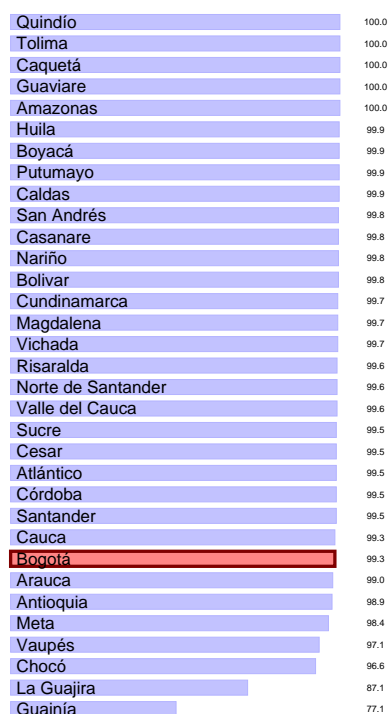 Quindío 100.0
Tolima 100.0
Caquetá 100.0
Guaviare 100.0
Amazonas 100.0
Huila 99.9
Boyacá 99.9
Putumayo 99.9
Caldas 99.9
San Andrés 99.8
Casanare 99.8
Nariño 99.8
Bolivar 99.8
Cundinamarca 99.7
Magdalena 99.7
Vichada 99.7
Risaralda 99.6
Norte de Santander 99.6
Valle del Cauca 99.6
Sucre 99.5
Cesar 99.5
Atlántico 99.5
Córdoba 99.5
Santander 99.5
Cauca 99.3
Bogotá 99.3
Arauca 99.0
Antioquia 98.9
Meta 98.4
Vaupés 97.1
Chocó 96.6
La Guajira 87.1
Guainía 77.1